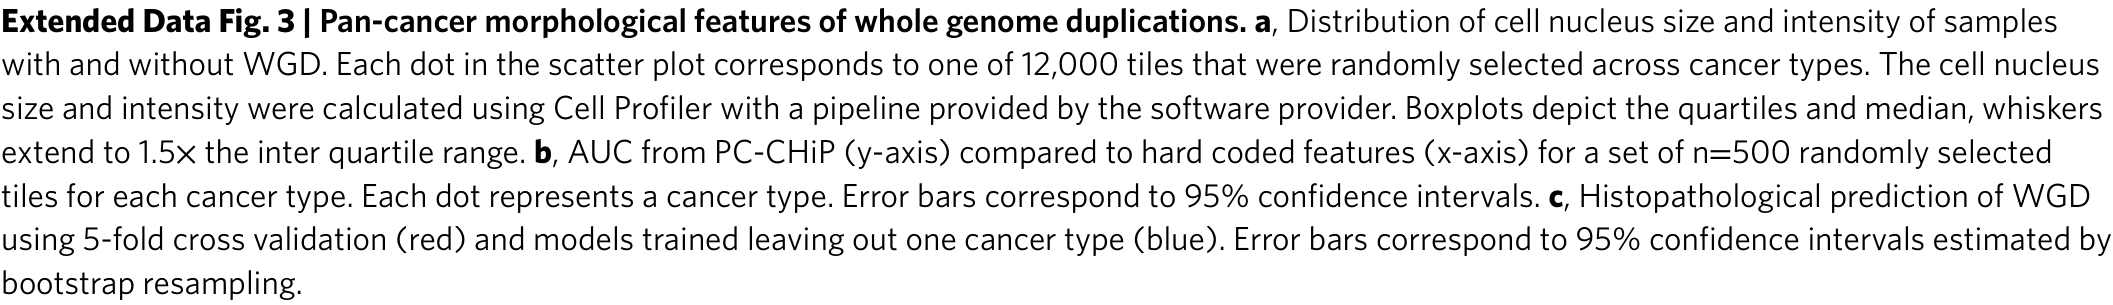 Extended Data Fig. 3 | Pan-cancer morphological features of whole genome duplications. a, Distribution of cell nucleus size and intensity of samples
with and without WGD. Each dot in the scatter plot corresponds to one of 12,000 tiles that were randomly selected across cancer types. The cell nucleus
size and intensity were calculated using Cell Profiler with a pipeline provided by the software provider. Boxplots depict the quartiles and median, whiskers
extend to 1.5× the inter quartile range. b, AUC from PC-CHiP (y-axis) compared to hard coded features (x-axis) for a set of n=500 randomly selected
tiles for each cancer type. Each dot represents a cancer type. Error bars correspond to 95% confidence intervals. c, Histopathological prediction of WGD
using 5-fold cross validation (red) and models trained leaving out one cancer type (blue). Error bars correspond to 95% confidence intervals estimated by
bootstrap resampling.